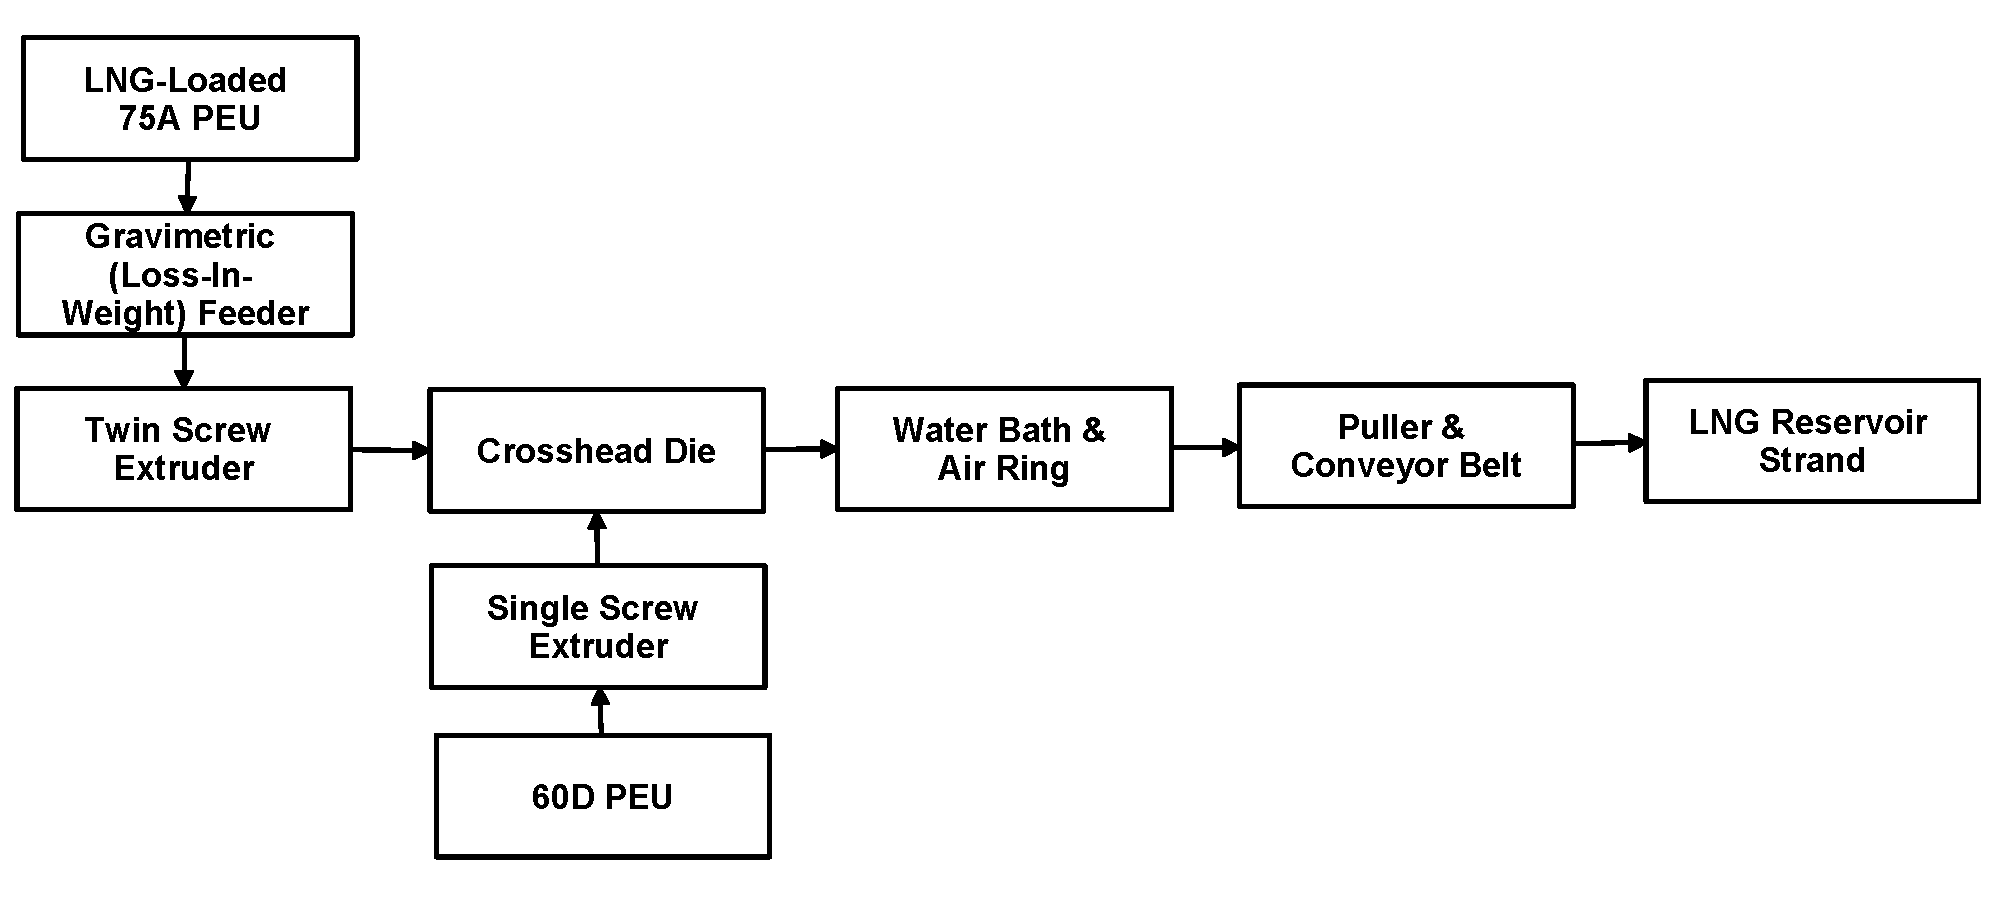 LNG-Loaded
75A PEU
Gravimetric
(Loss-In-
Weight) Feeder
Twin Screw
Extruder
Crosshead Die
Water Bath &
Air Ring
Puller &
Conveyor Belt
LNG Reservoir
Strand
Single Screw
Extruder
60D PEU